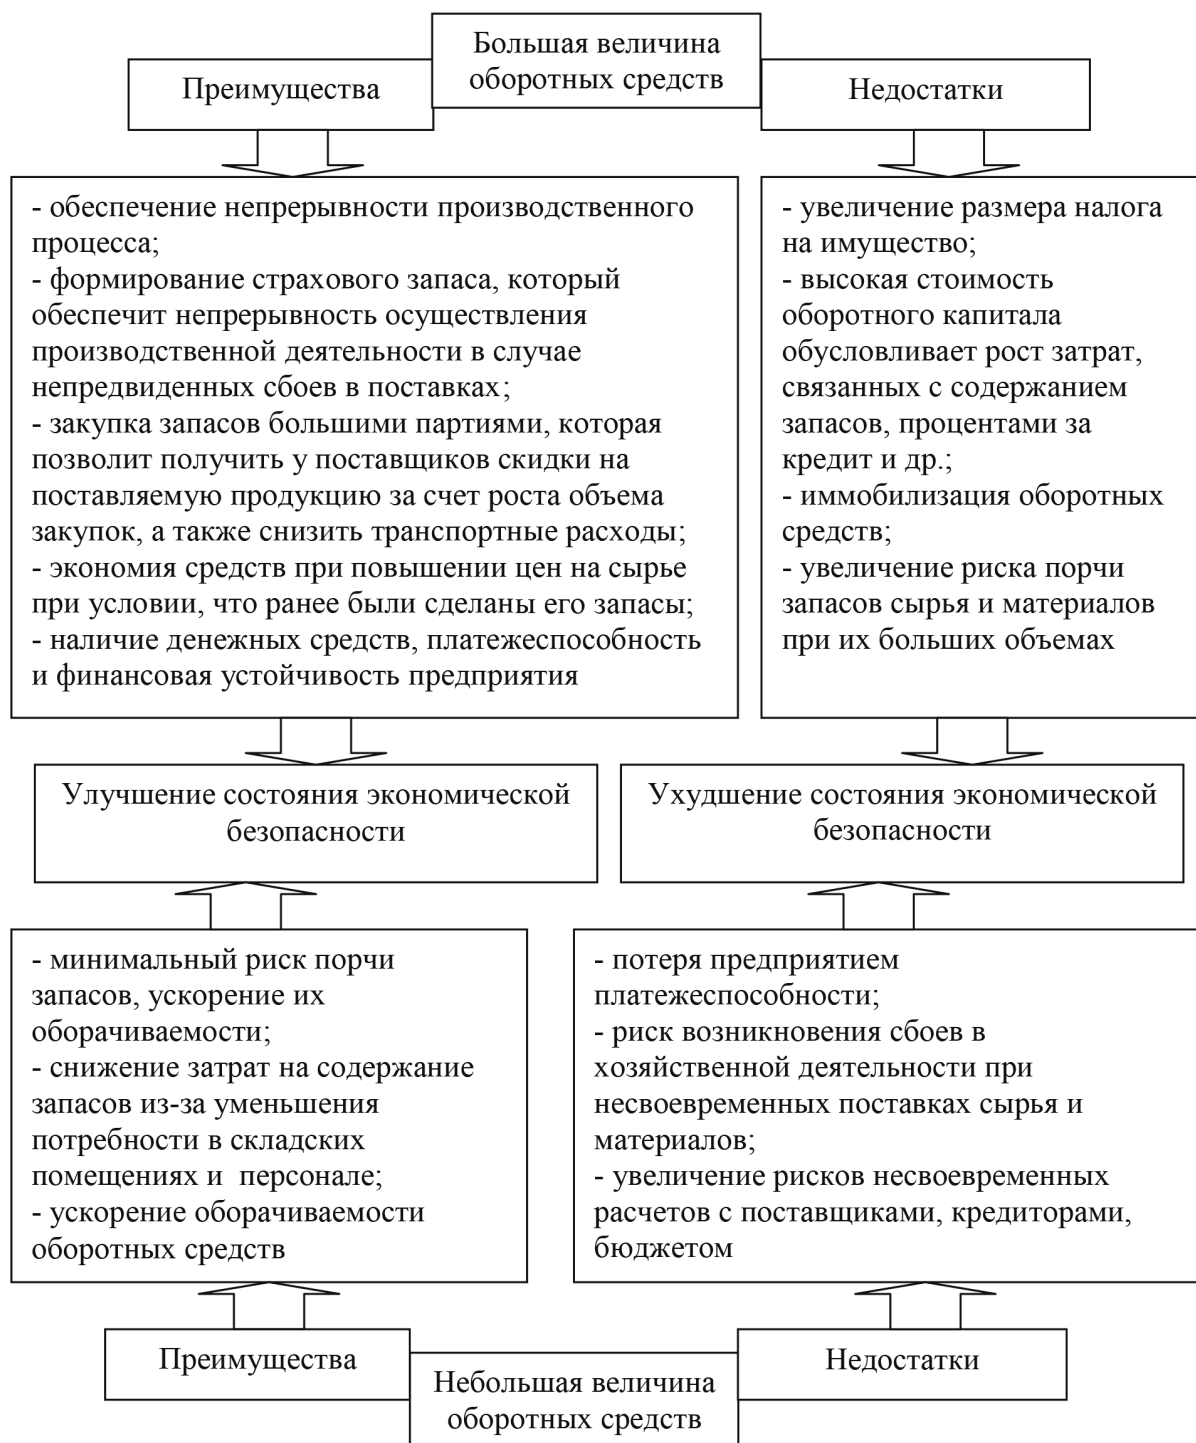 Большая величина
оборотных средств
Преимущества
Недостатки
- обеспечение непрерывности производственного
процесса;
- формирование страхового запаса, который
обеспечит непрерывность осуществления
производственной деятельности в случае
непредвиденных сбоев в поставках;
- закупка запасов большими партиями, которая
позволит получить у поставщиков скидки на
поставляемую продукцию за счет роста объема
закупок, а также снизить транспортные расходы;
- экономия средств при повышении цен на сырье
при условии, что ранее были сделаны его запасы;
- наличие денежных средств, платежеспособность
и финансовая устойчивость предприятия
- увеличение размера налога
на имущество;
- высокая стоимость
оборотного капитала
обусловливает рост затрат,
связанных с содержанием
запасов, процентами за
кредит и др.;
- иммобилизация оборотных
средств;
- увеличение риска порчи
запасов сырья и материалов
при их больших объемах
Улучшение состояния экономической
безопасности
Ухудшение состояния экономической
безопасности
- минимальный риск порчи
запасов, ускорение их
оборачиваемости;
- снижение затрат на содержание
запасов из-за уменьшения
потребности в складских
помещениях и  персонале;
- ускорение оборачиваемости
оборотных средств
- потеря предприятием
платежеспособности;
- риск возникновения сбоев в
хозяйственной деятельности при
несвоевременных поставках сырья и
материалов;
- увеличение рисков несвоевременных
расчетов с поставщиками, кредиторами,
бюджетом
Преимущества
Недостатки
Небольшая величина
оборотных средств